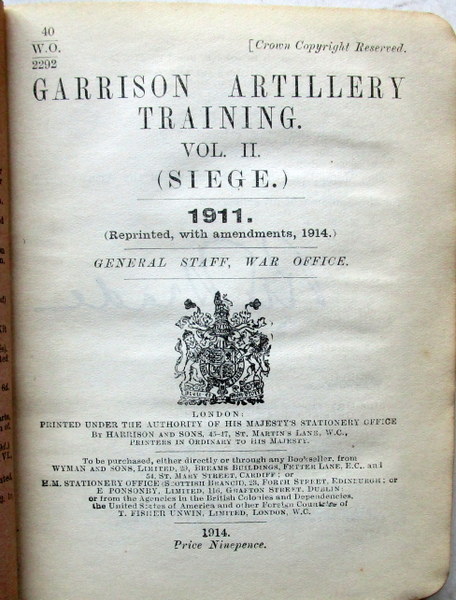 40
W.O.
2292
[Crown Copyright Reserved.
GARRISON ARTILLERY
TRAINING.
VOL. II.
(SIEGE.)
1911.
(Reprinted, with amendments, 1914.)
GENERAL STAFF, WAR OFFICE.
LONDON:
PRINTED UNDER THE AUTHORITY OF HIS MAJESTY'S STATIONERY OFFICE
BY HARRISON AND SONS, 45-47, ST. MARTIN'S LANE, W.C.,
PRINTERS IN ORDINARY TO HIS MAJESTY.
To be purchased, either directly or through any Bookseller, from
WYMAN AND SONS, LIMITED, 29, BREAMS BUILDINGS, FETTER LANE, E.C., and
54, ST. MARY STREET, CARDIFF; or
H.M. STATIONERY OFFICE (SCOTTISH BRANCH), 23, FORTH STREET, EDINBURGH; or
E. PONSONBY, LIMITED, 116, GRAFTON STREET, DUBLIN
or from the Agencies in the British Colonies and Dependencies,
the United States of America and other Foreign Countries of
T. FISHER UNWIN, LIMITED, LONDON, W.C.
1914.
Price Ninepence.